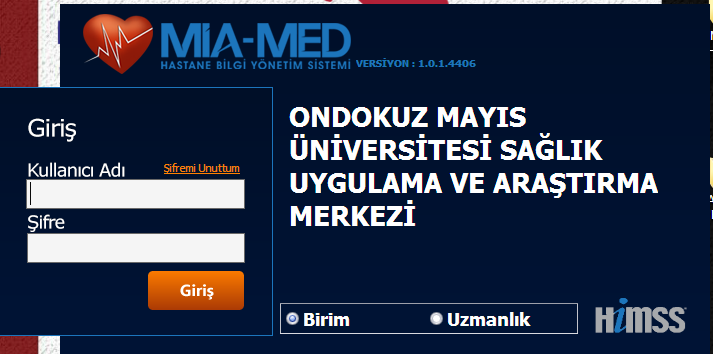 MİA-MED
HASTANE BİLGİ YÖNETİM SİSTEMİ VERSİYON : 1.0.1.4406
Giriş
Kullanıcı Adı Şifremi Unuttum
Şifre
Giriş
ONDOKUZ MAYIS
ÜNİVERSİTESİ SAĞLIK
UYGULAMA VE ARAŞTIRMA
MERKEZİ
Birim Uzmanlık
HiMSS